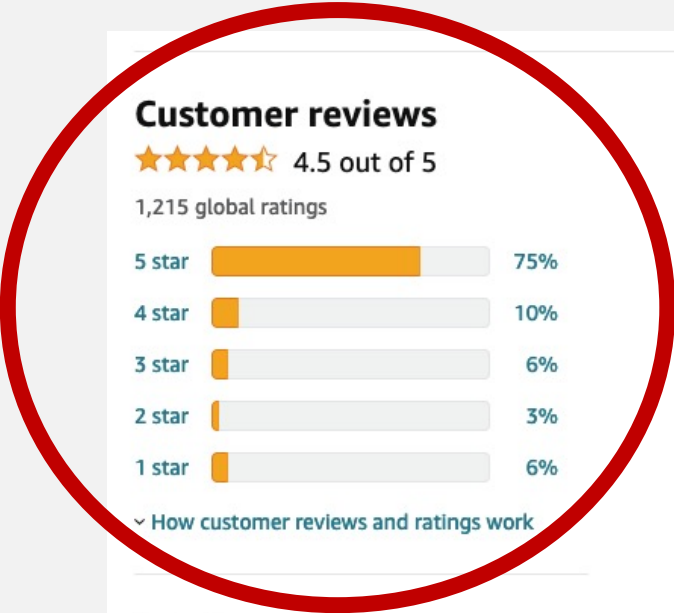 Customer reviews
4.5 out of 5
1,215 global ratings
5 star 75%
4 star 10%
3 star 6%
2 star 3%
1 star 6%
How customer reviews and ratings work